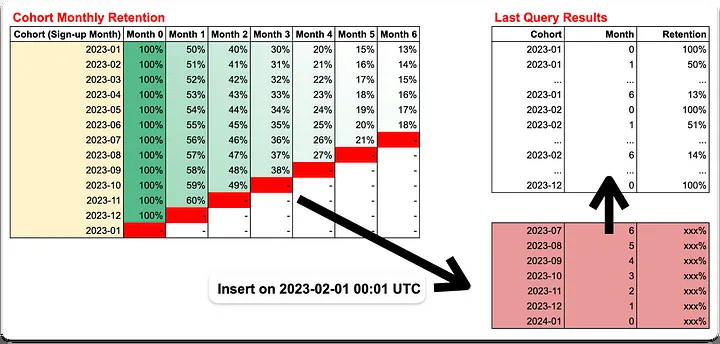 Cohort Monthly Retention
Cohort (Sign-up Month) Month 0 Month 1 Month 2 Month 3 Month 4 Month 5 Month 6
2023-01 100% 50% 40% 30% 20% 15% 13%
2023-02 100% 51% 41% 31% 21% 16% 14%
2023-03 100% 52% 42% 32% 22% 17% 15%
2023-04 100% 53% 43% 33% 23% 18% 16%
2023-05 100% 54% 44% 34% 24% 19% 17%
2023-06 100% 55% 45% 35% 25% 20% 18%
2023-07 100% 56% 46% 36% 26% 21% -
2023-08 100% 57% 47% 37% 27% - -
2023-09 100% 58% 48% 38% - - -
2023-10 100% 59% 49% - - - -
2023-11 100% 60% - - - - -
2023-12 100% - - - - - -
2023-01 - - - - - - -
Insert on 2023-02-01 00:01 UTC
Last Query Results
Cohort Month Retention
2023-01 0 100%
2023-01 1 50%
... ... ...
2023-01 6 13%
2023-02 0 100%
2023-02 1 51%
... ... ...
2023-02 6 14%
... ... ...
2023-12 0 100%
2023-07 6 xxx%
2023-08 5 xxx%
2023-09 4 xxx%
2023-10 3 xxx%
2023-11 2 xxx%
2023-12 1 xxx%
2024-01 0 xxx%